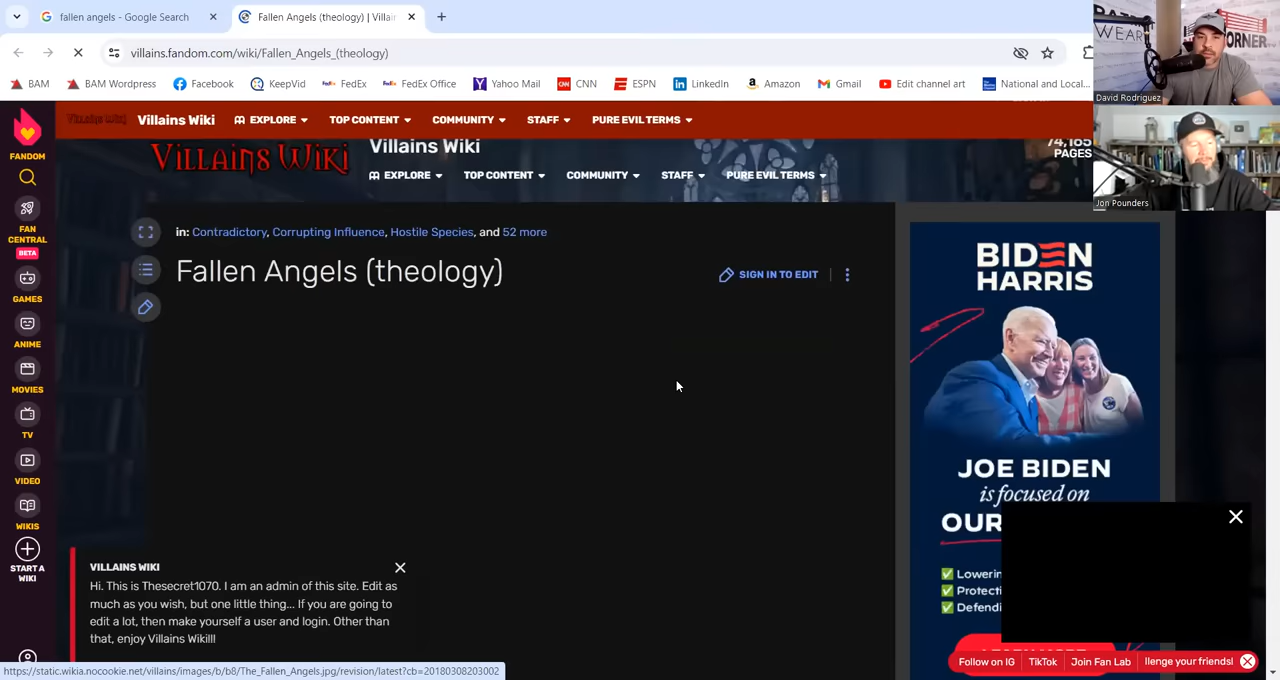 fallen angels - Google Search
Fallen Angels (theology) | Villain
villains.fandom.com/wiki/Fallen_Angels_(theology)
BAM
BAM Wordpress
Facebook
KeepVid
FedEx
FedEx Office
Yahoo Mail
CNN
ESPN
LinkedIn
Amazon
Gmail
Edit channel art
National and Local...
WEAR
ORNER
David Rodriguez
Jon Pounders
FANDOM
FAN
CENTRAL
BETA
GAMES
ANIME
MOVIES
TV
VIDEO
WIKIS
START A
WIKI
Villains Wiki
EXPLORE
TOP CONTENT
COMMUNITY
STAFF
PURE EVIL TERMS
VILLAINS WIKI
Villains Wiki
74,185
PAGES
EXPLORE
TOP CONTENT
COMMUNITY
STAFF
PURE EVIL TERMS
in: Contradictory, Corrupting Influence, Hostile Species, and 52 more
Fallen Angels (theology)
SIGN IN TO EDIT
BIDEN
HARRIS
JOE BIDEN
is focused on
OUR
Lowerin
Protecti
Defendi
VILLAINS WIKI
Hi. This is Thesecret1070. I am an admin of this site. Edit as
much as you wish, but one little thing... If you are going to
edit a lot, then make yourself a user and login. Other than
that, enjoy Villains Wiki!!!
Follow on IG
TikTok
Join Fan Lab
llenge your friends!
https://static.wikia.nocookie.net/villains/images/b/b8/The_Fallen_Angels.jpg/revision/latest?cb=20180308203002